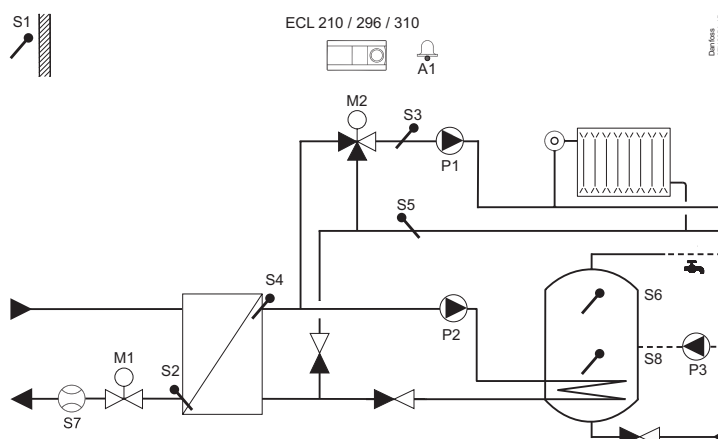 S1
ECL 210 / 296 / 310
A1
Danfoss
M2
S3
P1
S5
S4
S6
P2
M1
S2
S8
P3
S7